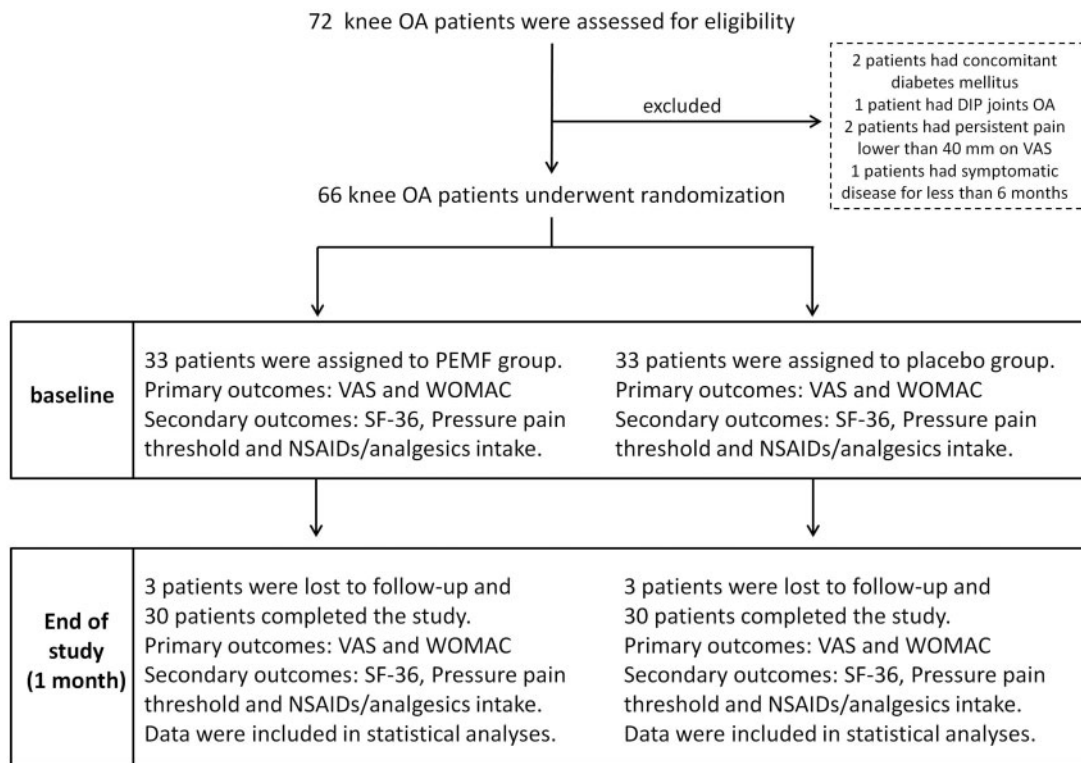 72 knee OA patients were assessed for eligibility
excluded
2 patients had concomitant
diabetes mellitus
1 patient had DIP joints OA
2 patients had persistent pain
lower than 40 mm on VAS
1 patients had symptomatic
disease for less than 6 months
66 knee OA patients underwent randomization
baseline
33 patients were assigned to PEMF group.
Primary outcomes: VAS and WOMAC
Secondary outcomes: SF-36, Pressure pain
threshold and NSAIDs/analgesics intake.
33 patients were assigned to placebo group.
Primary outcomes: VAS and WOMAC
Secondary outcomes: SF-36, Pressure pain
threshold and NSAIDs/analgesics intake.
End of
study
(1 month)
3 patients were lost to follow-up and
30 patients completed the study.
Primary outcomes: VAS and WOMAC
Secondary outcomes: SF-36, Pressure pain
threshold and NSAIDs/analgesics intake.
Data were included in statistical analyses.
3 patients were lost to follow-up and
30 patients completed the study.
Primary outcomes: VAS and WOMAC
Secondary outcomes: SF-36, Pressure pain
threshold and NSAIDs/analgesics intake.
Data were included in statistical analyses.